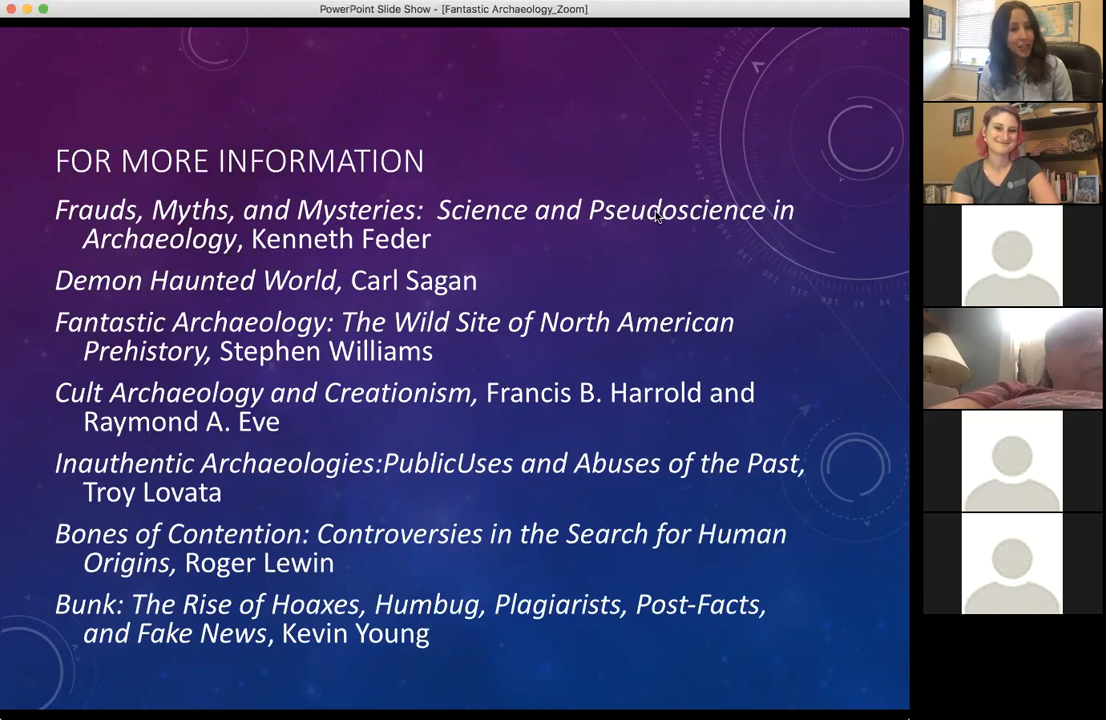 PowerPoint Slide Show - [Fantastic Archaeology_Zoom]
FOR MORE INFORMATION
Frauds, Myths, and Mysteries: Science and Pseudoscience in
Archaeology, Kenneth Feder
Demon Haunted World, Carl Sagan
Fantastic Archaeology: The Wild Site of North American
Prehistory, Stephen Williams
Cult Archaeology and Creationism, Francis B. Harrold and
Raymond A. Eve
Inauthentic Archaeologies:PublicUses and Abuses of the Past,
Troy Lovata
Bones of Contention: Controversies in the Search for Human
Origins, Roger Lewin
Bunk: The Rise of Hoaxes, Humbug, Plagiarists, Post-Facts,
and Fake News, Kevin Young